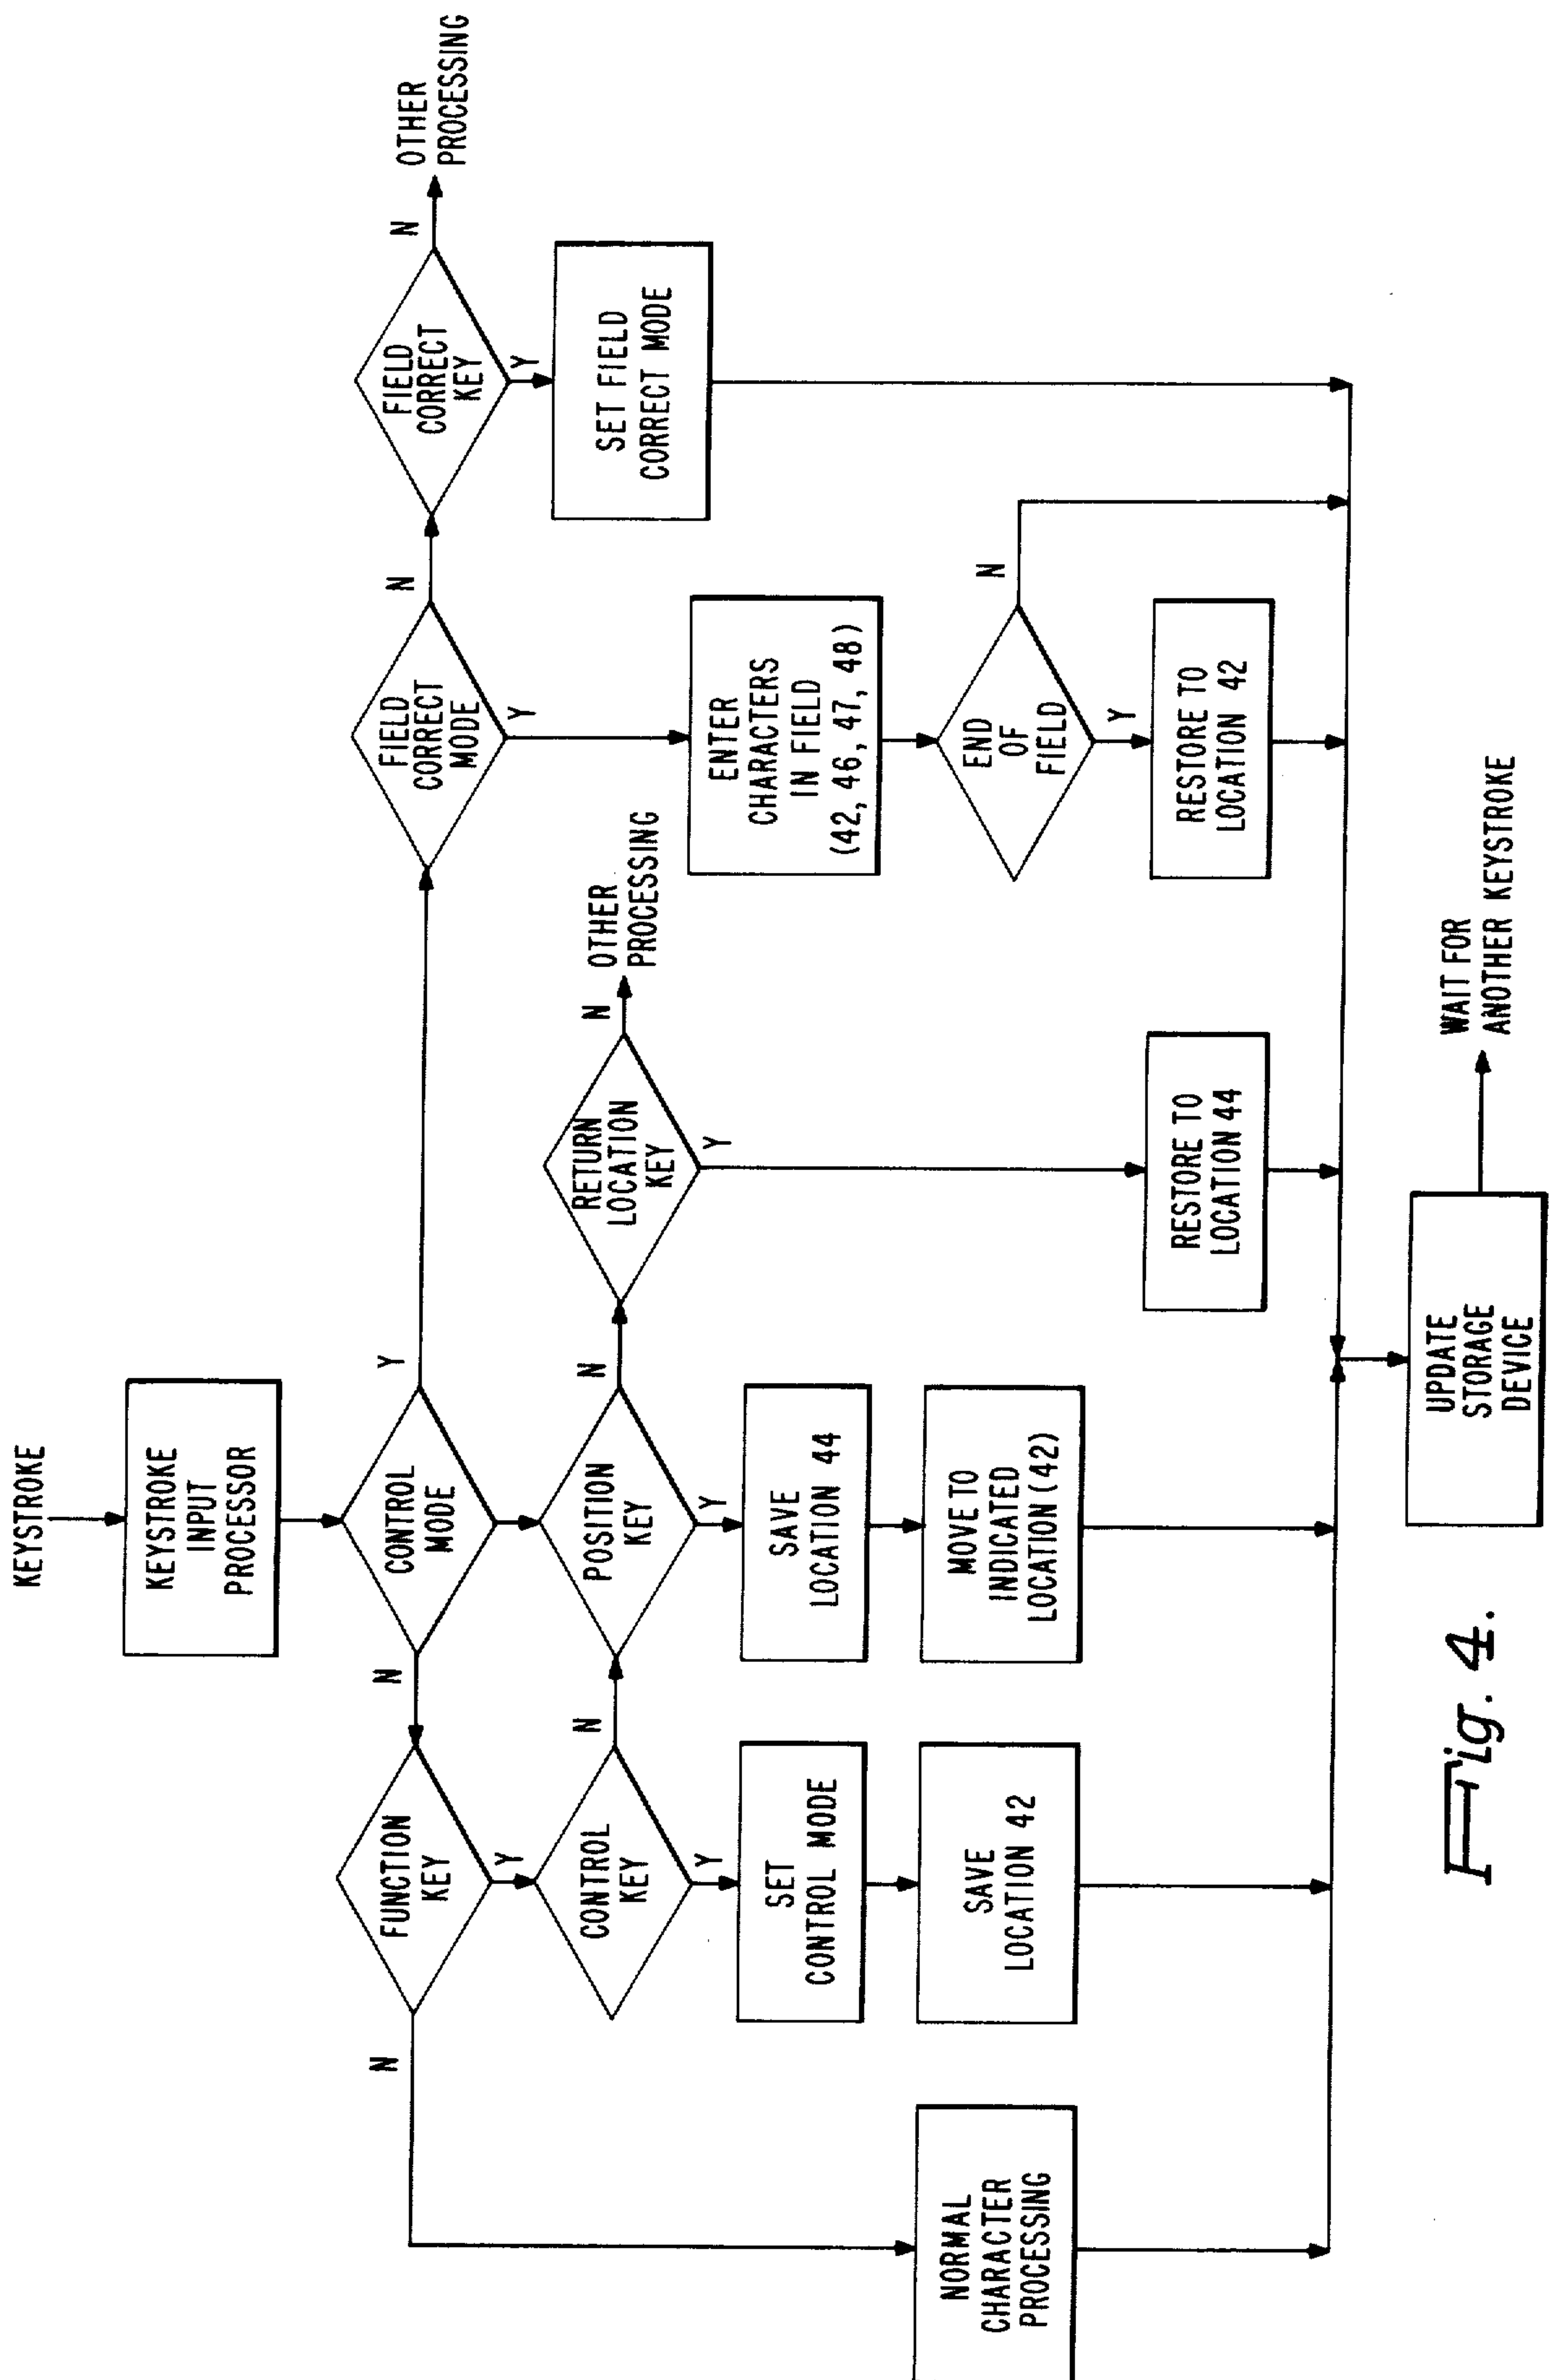 KEYSTROKE
KEYSTROKE
INPUT
PROCESSOR
CONTROL
MODE
N
Y
FUNCTION
KEY
N
Y
FIELD
CORRECT
MODE
N
Y
FIELD
CORRECT
KEY
N
Y
OTHER
PROCESSING
CONTROL
KEY
N
Y
POSITION
KEY
N
Y
RETURN
LOCATION
KEY
N
Y
OTHER
PROCESSING
SET FIELD
CORRECT MODE
SET
CONTROL MODE
SAVE
LOCATION 44
ENTER
CHARACTERS
IN FIELD
(42, 46, 47, 48)
NORMAL
CHARACTER
PROCESSING
SAVE
LOCATION 42
MOVE TO
INDICATED
LOCATION (42)
END
OF
FIELD
N
Y
RESTORE TO
LOCATION 44
RESTORE TO
LOCATION 42
UPDATE
STORAGE
DEVICE
WAIT FOR
ANOTHER KEYSTROKE
Fig. 4.